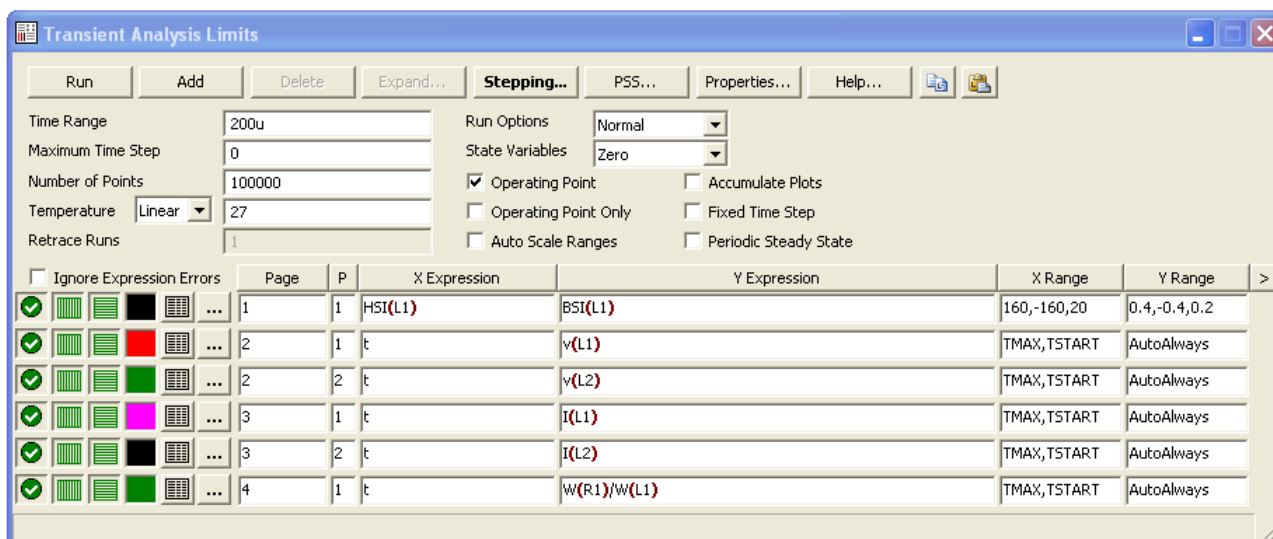 Transient Analysis Limits
Run Add Delete Expand... Stepping... PSS... Properties... Help...
Time Range 200u Run Options Normal
Maximum Time Step 0 State Variables Zero
Number of Points 100000 Operating Point Accumulate Plots
Temperature Linear 27 Operating Point Only Fixed Time Step
Retrace Runs 1 Auto Scale Ranges Periodic Steady State
Ignore Expression Errors Page P X Expression Y Expression X Range Y Range >
... 1 1 HSI(L1) BSI(L1) 160,-160,20 0.4,-0.4,0.2
... 2 1 t v(L1) TMAX,TSTART AutoAlways
... 2 2 t v(L2) TMAX,TSTART AutoAlways
... 3 1 t I(L1) TMAX,TSTART AutoAlways
... 3 2 t I(L2) TMAX,TSTART AutoAlways
... 4 1 t W(R1)/W(L1) TMAX,TSTART AutoAlways